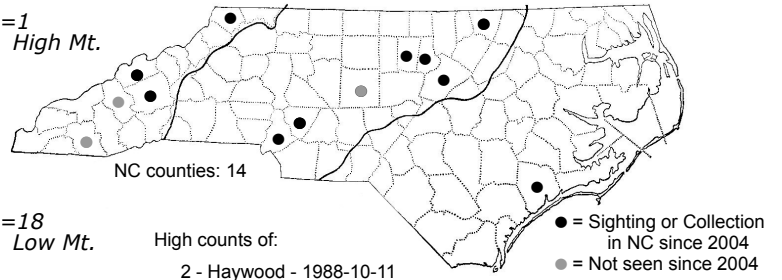 =1
High Mt.
NC counties: 14
=18
Low Mt.
High counts of:
2 - Haywood - 1988-10-11
= Sighting or Collection
in NC since 2004
= Not seen since 2004